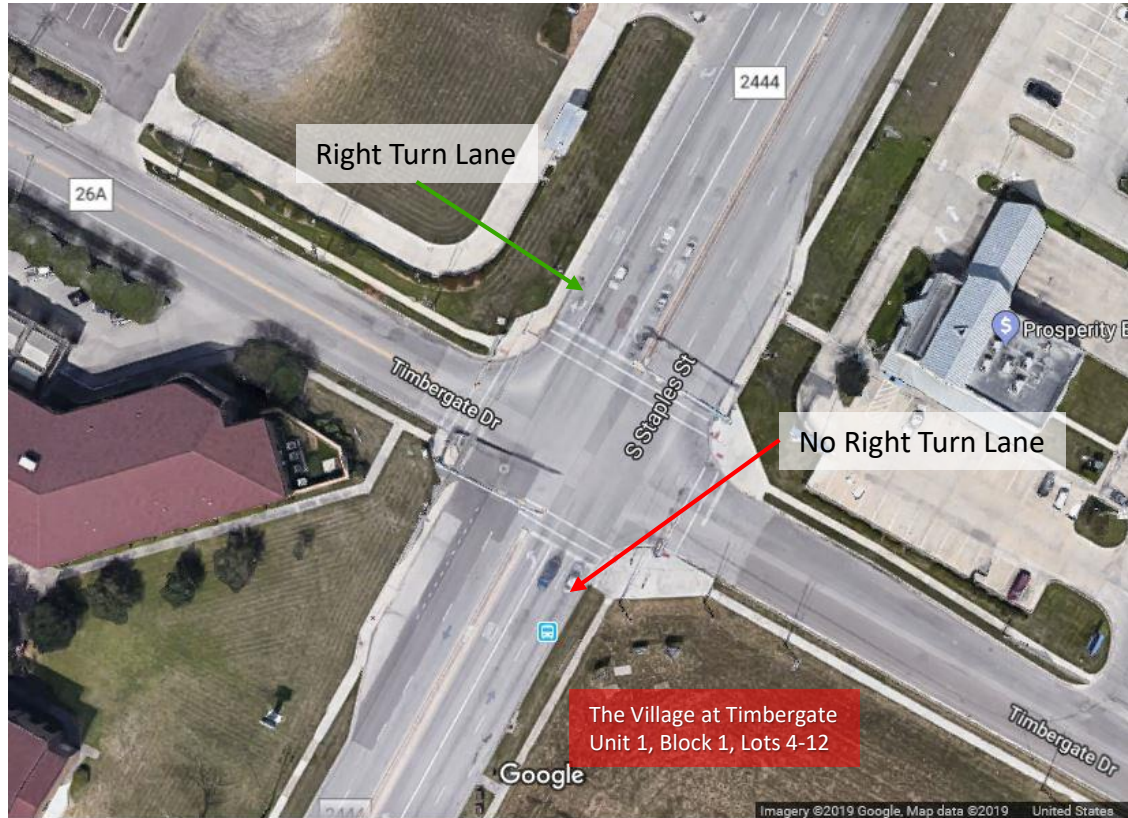 2444
Right Turn Lane
26A
Prosperity B
Timbergate Dr
S Staples St
No Right Turn Lane
The Village at Timbergate
Unit 1, Block 1, Lots 4-12
Timbergate Dr
Google
2444
Imagery ©2019 Google, Map data ©2019 United States